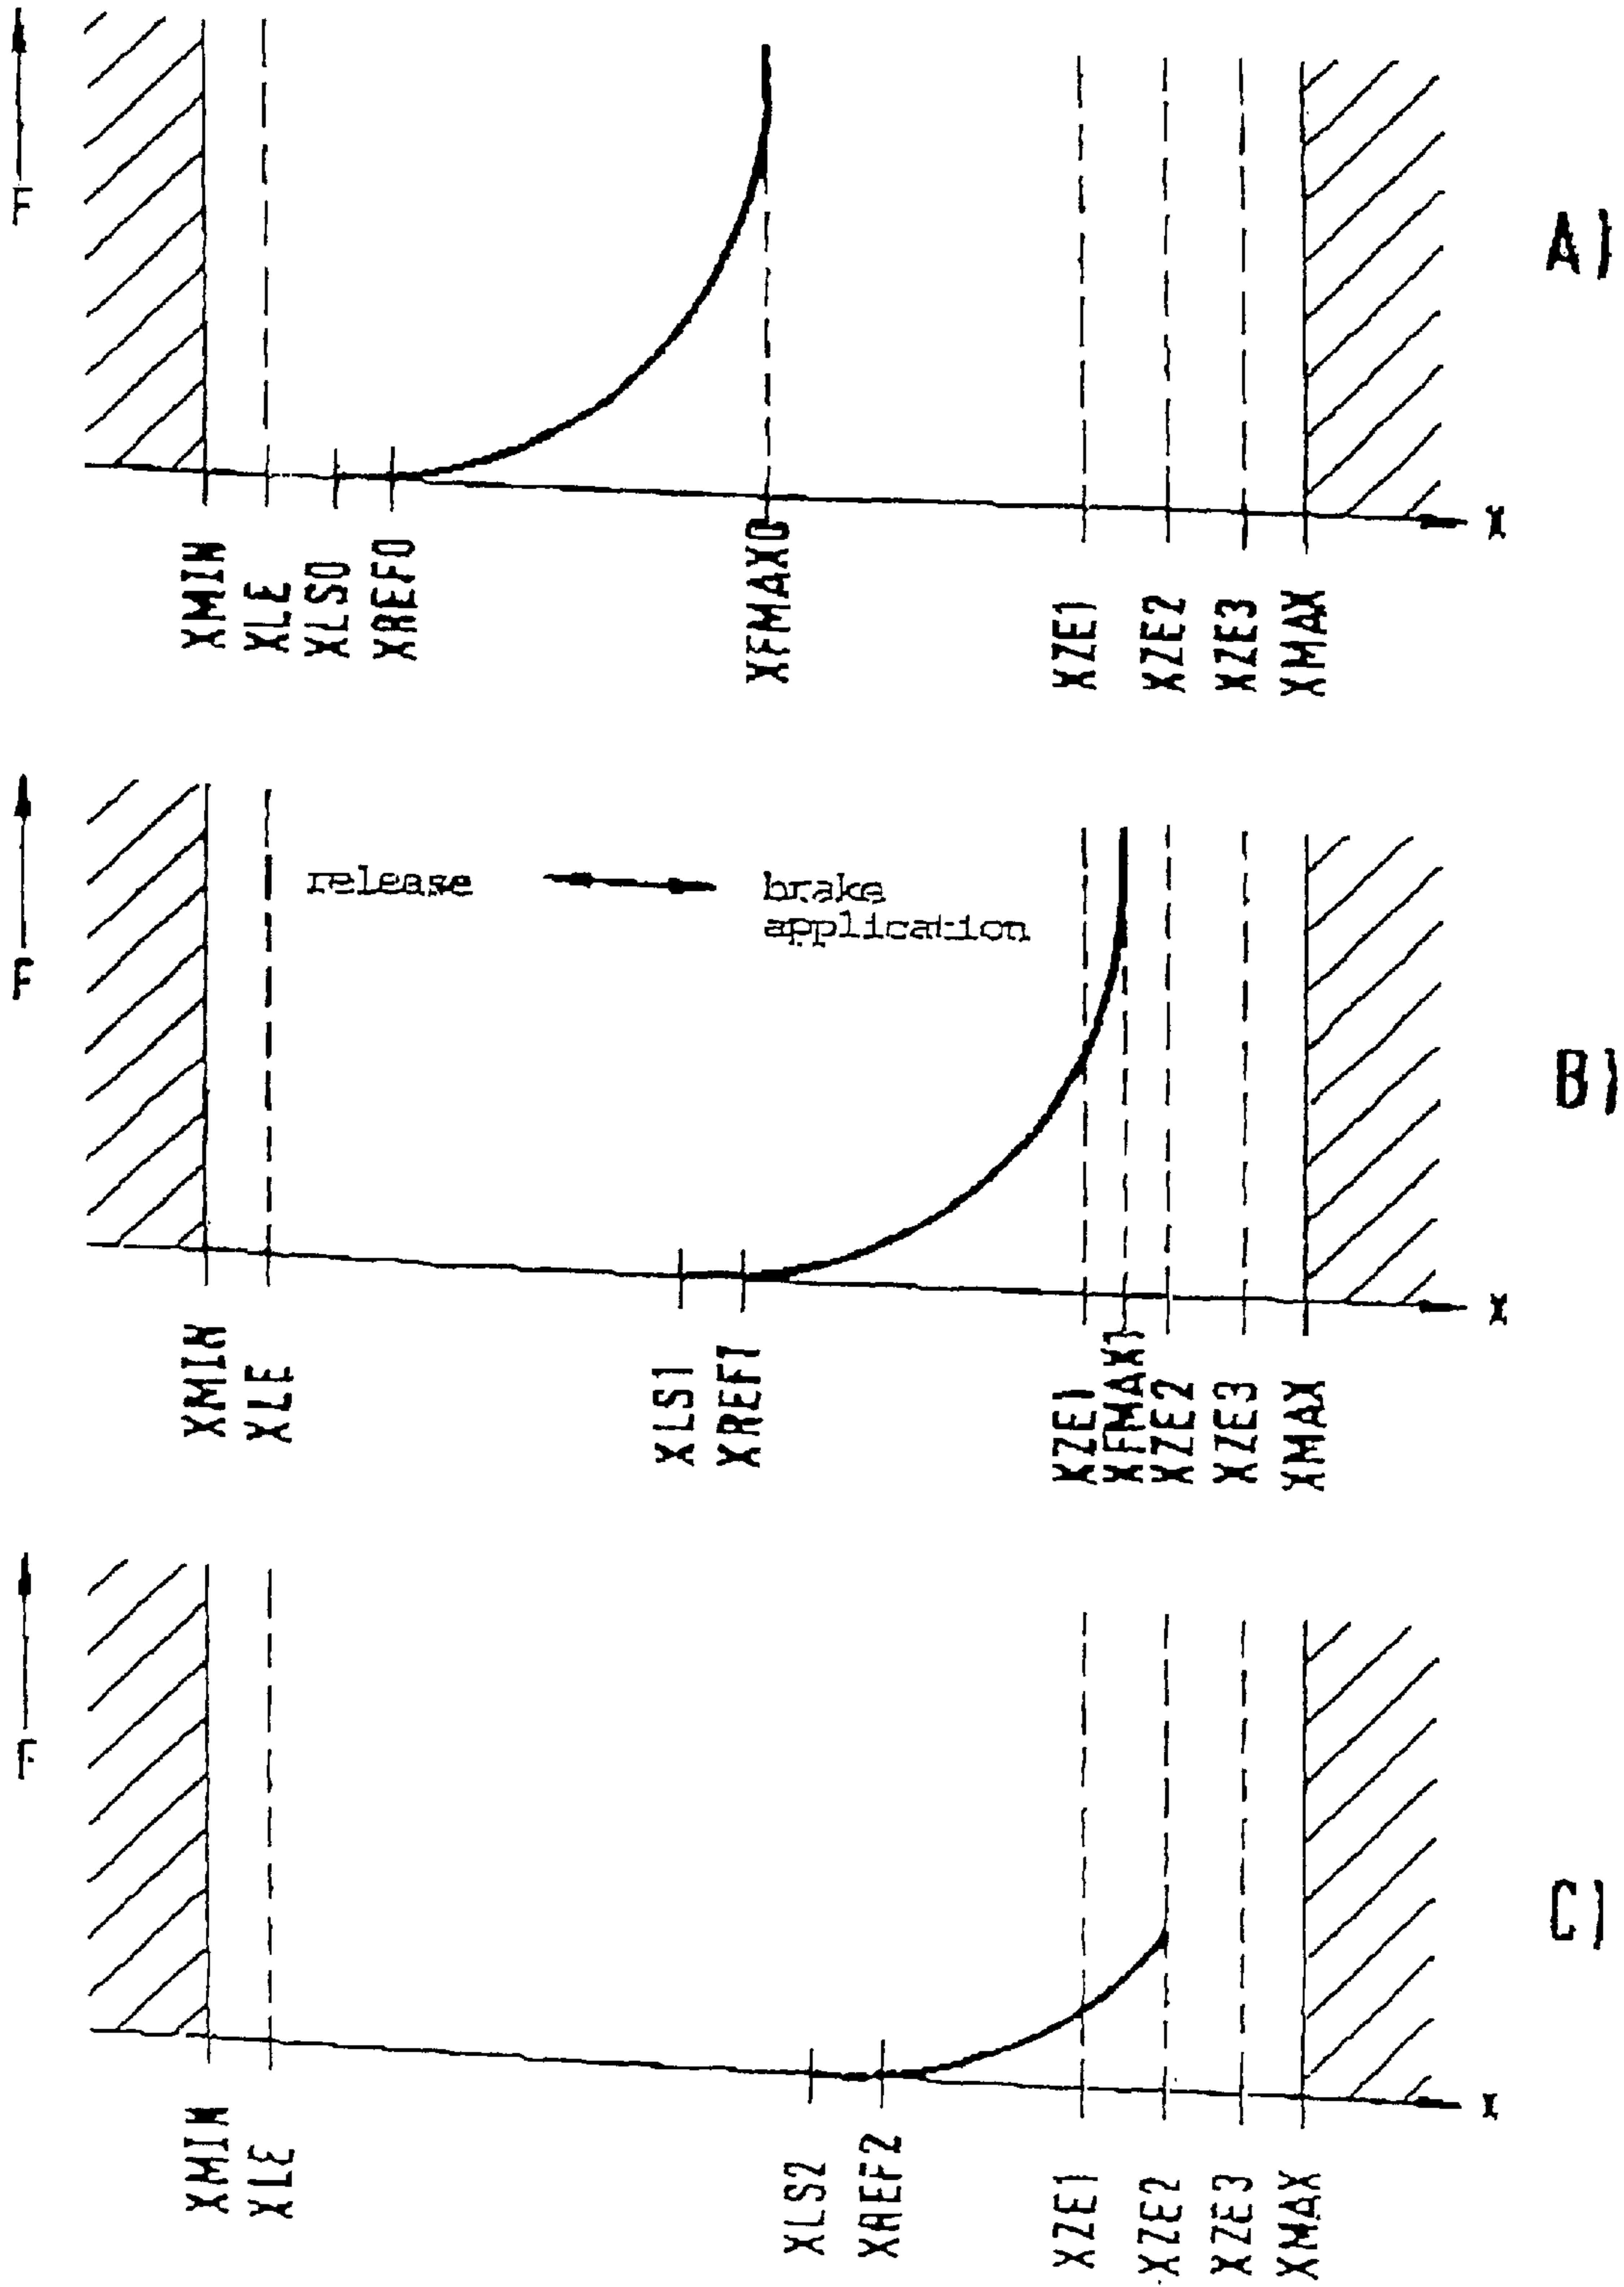 F
A)
X
XMIN
XLE
XLS0
XREF0
XFMAX0
XZE1
XZE2
XZE3
XMAX
release
brake
application
F
B)
X
XMIN
XLE
XLS1
XREF1
XZE1
XFMAX1
XZE2
XZE3
XMAX
F
C)
X
XMIN
XLE
XLS2
XREF2
XZE1
XZE2
XZE3
XMAX